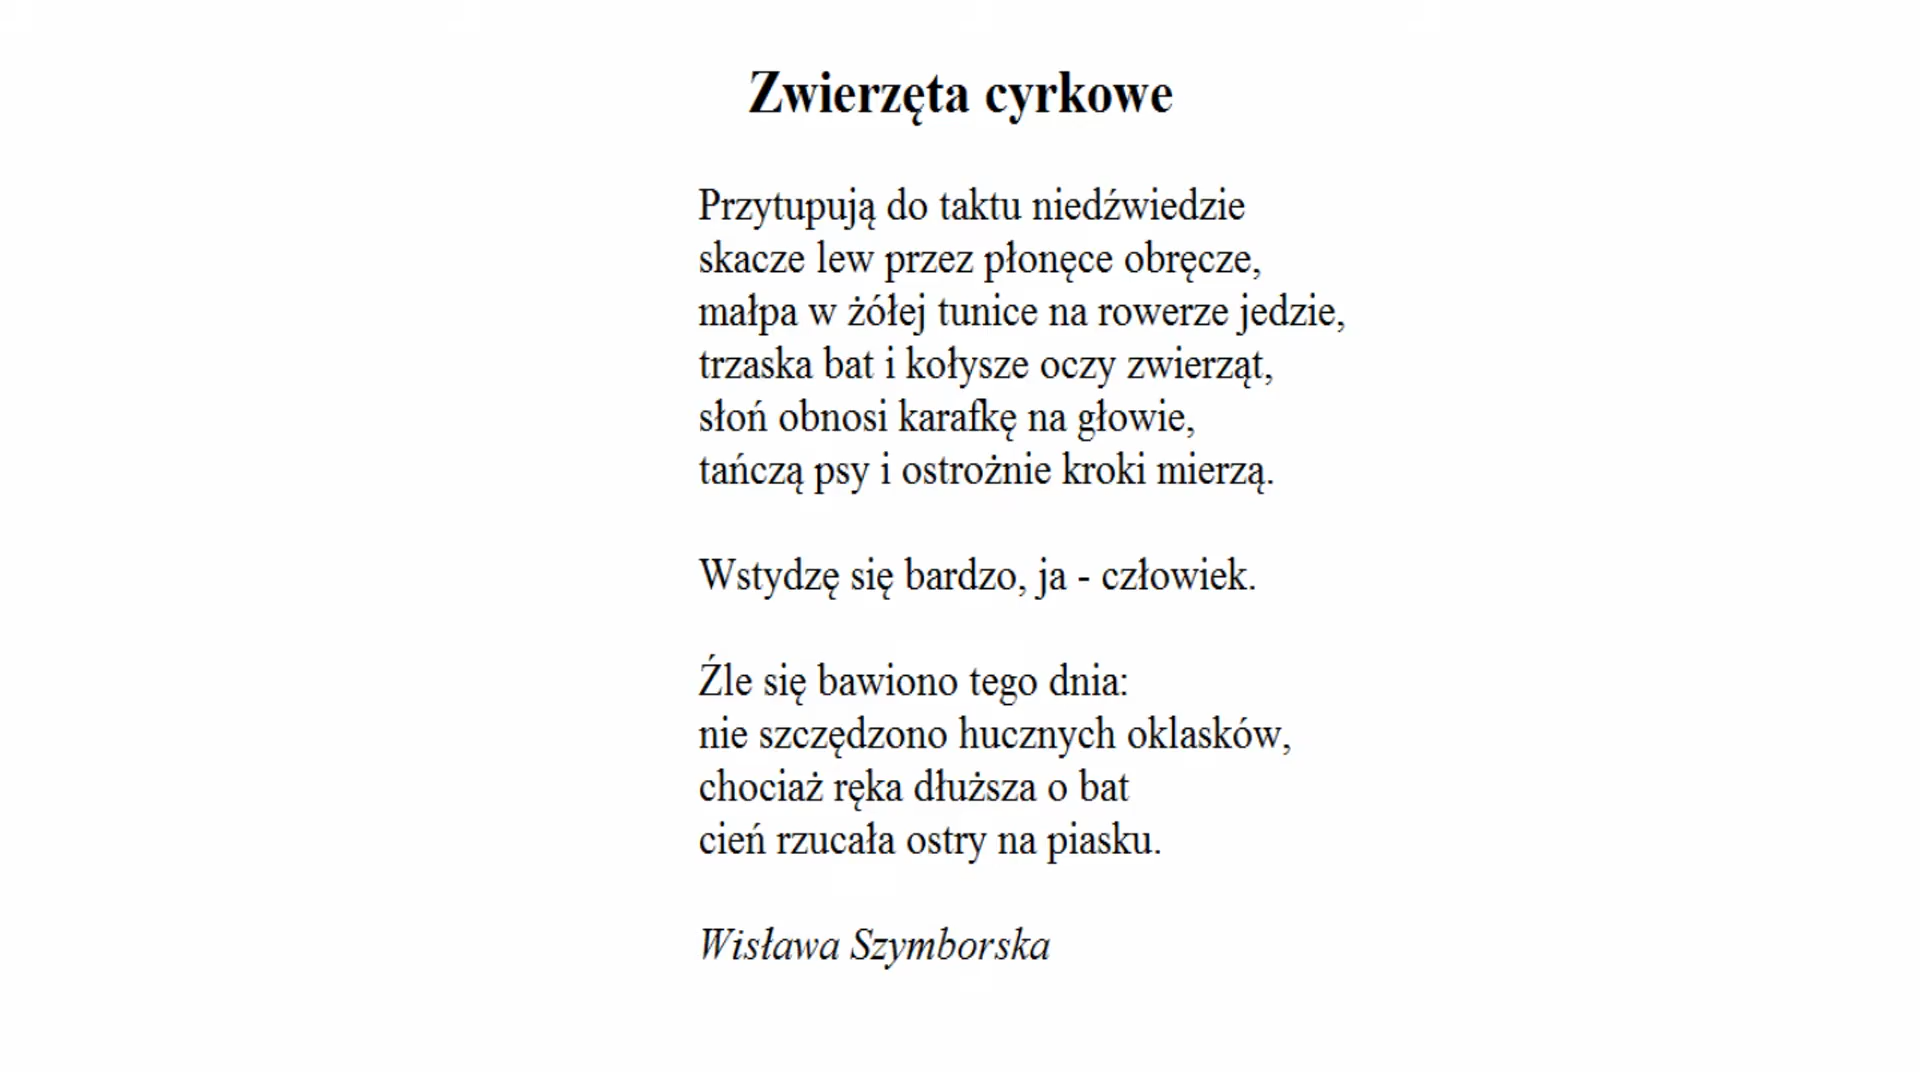 Zwierzęta cyrkowe
Przytupują do taktu niedźwiedzie
skacze lew przez płonęce obręcze,
małpa w żółej tunice na rowerze jedzie,
trzaska bat i kołysze oczy zwierząt,
słoń obnosi karafkę na głowie,
tańczą psy i ostrożnie kroki mierzą.
Wstydzę się bardzo, ja - człowiek.
Źle się bawiono tego dnia:
nie szczędzono hucznych oklasków,
chociaż ręka dłuższa o bat
cień rzucała ostry na piasku.
Wisława Szymborska